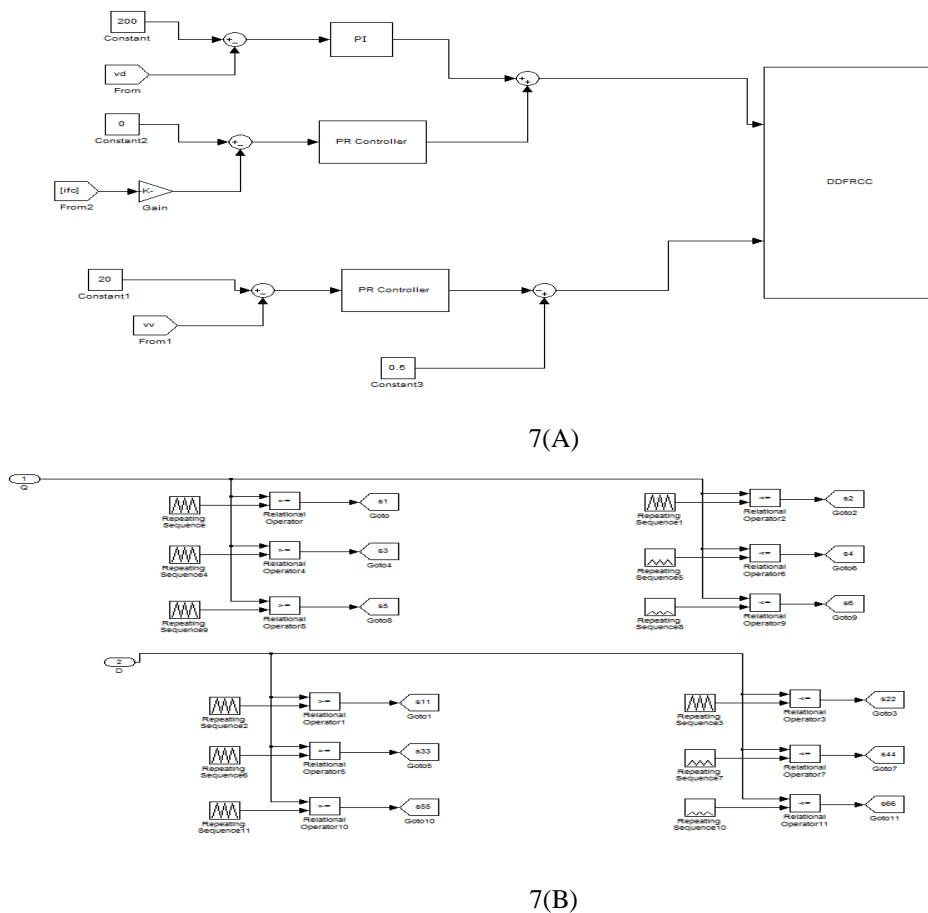 200
Constant
+
−
PI
vd
From
+
+
0
Constant2
+
−
PR Controller
DDFRCC
[ifc]
From2
-K-
Gain
20
Constant1
+
−
PR Controller
−
+
vv
From1
0.5
Constant3
7(A)
1
Q
Repeating
Sequence
>=
Relational
Operator
s1
Goto
Repeating
Sequence1
<=
Relational
Operator2
s2
Goto2
Repeating
Sequence4
>=
Relational
Operator4
s3
Goto4
Repeating
Sequence5
<=
Relational
Operator6
s4
Goto6
Repeating
Sequence9
>=
Relational
Operator8
s5
Goto8
Repeating
Sequence8
<=
Relational
Operator9
s6
Goto9
2
D
Repeating
Sequence2
>=
Relational
Operator1
s11
Goto1
Repeating
Sequence3
<=
Relational
Operator3
s22
Goto3
Repeating
Sequence6
>=
Relational
Operator5
s33
Goto5
Repeating
Sequence7
<=
Relational
Operator7
s44
Goto7
Repeating
Sequence11
>=
Relational
Operator10
s55
Goto10
Repeating
Sequence10
<=
Relational
Operator11
s66
Goto11
7(B)